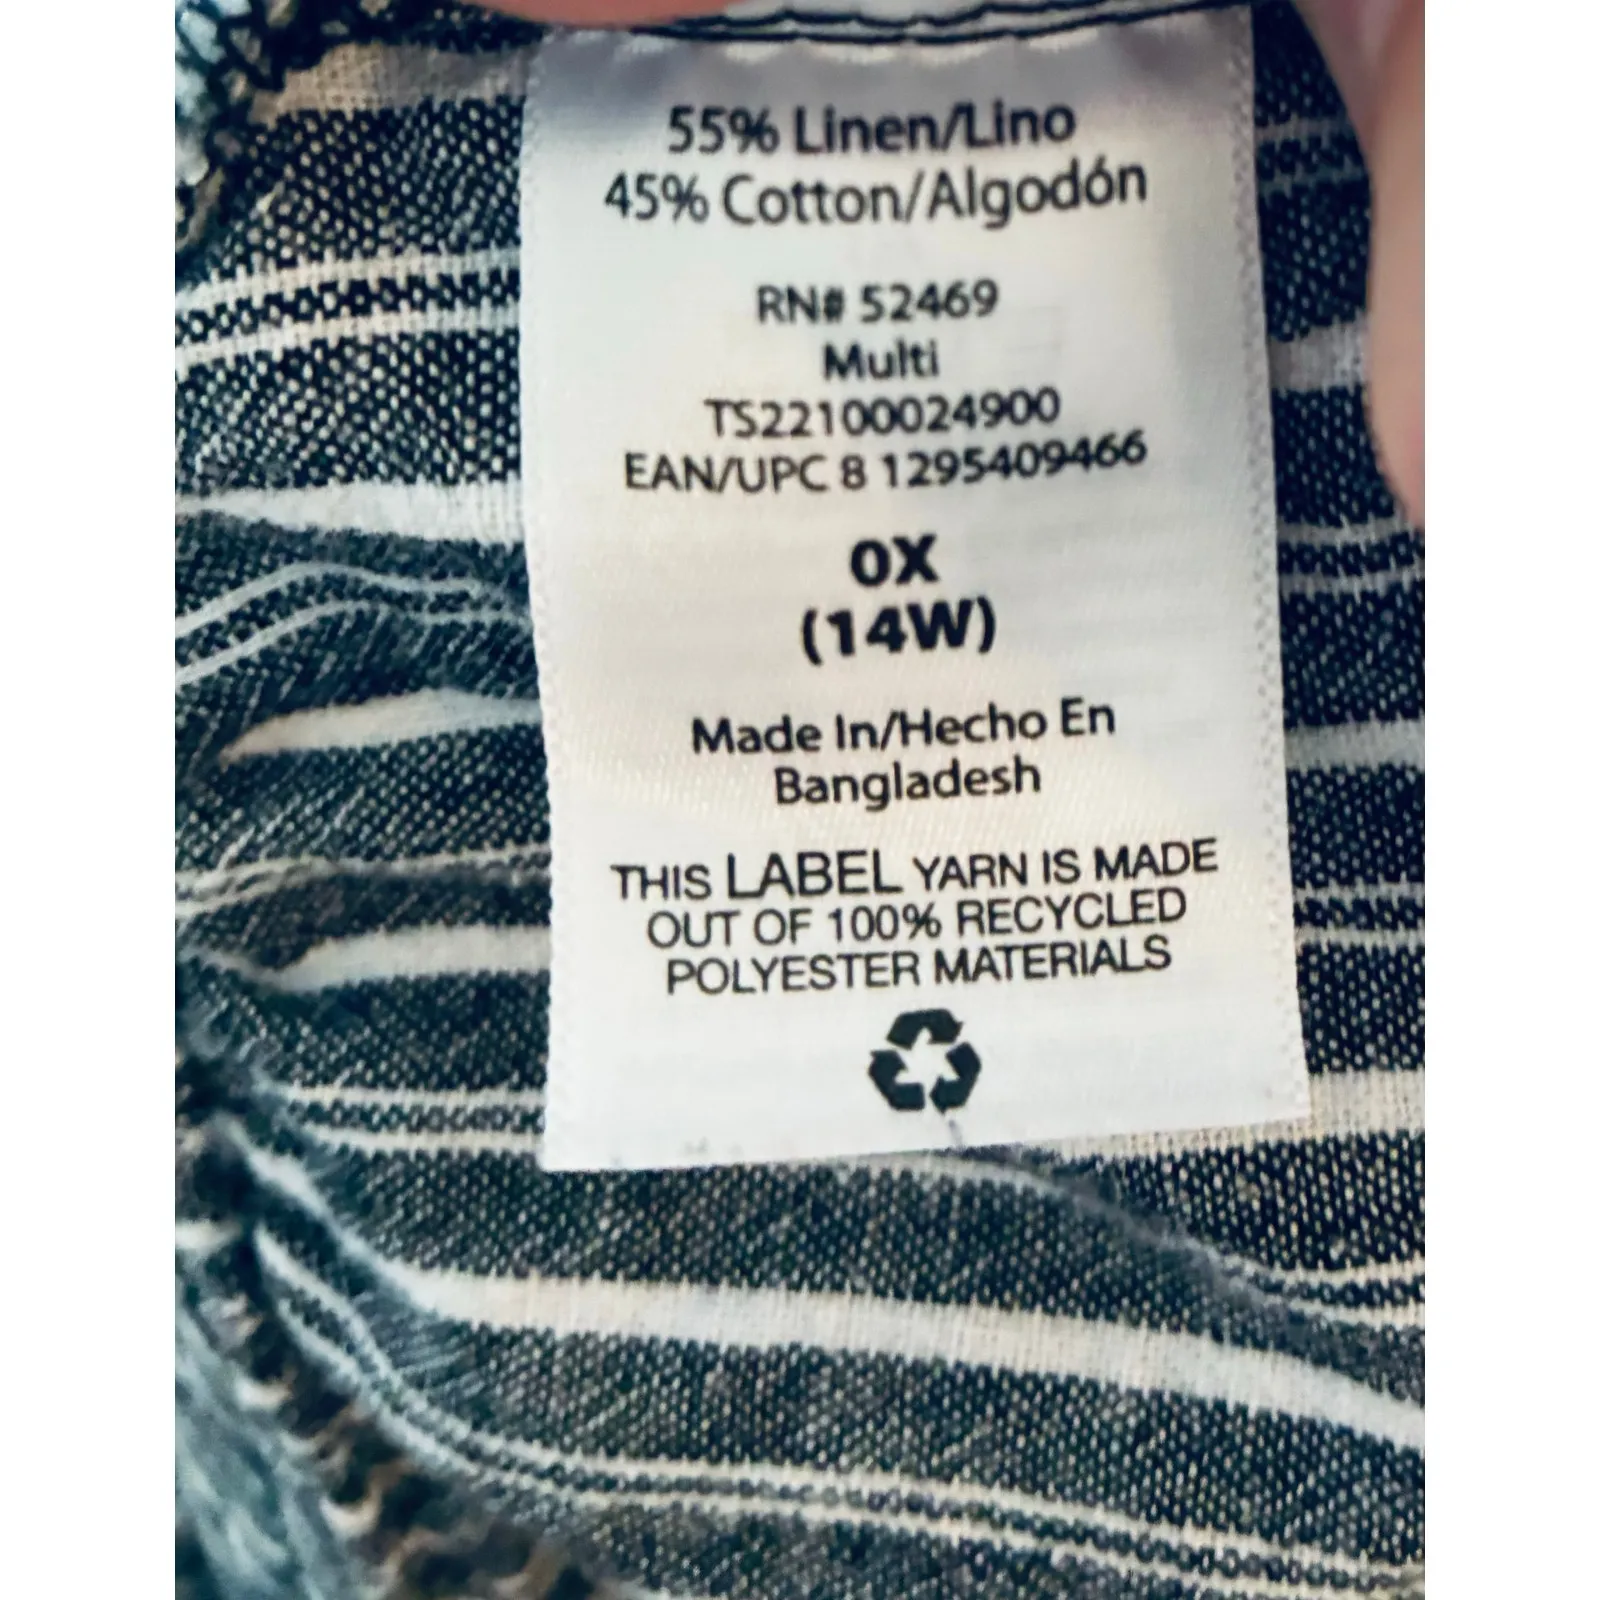 55% Linen/Lino
45% Cotton/Algodón
RN# 52469
Multi
TS22100024900
EAN/UPC 8 1295409466
0X
(14W)
Made In/Hecho En
Bangladesh
THIS LABEL YARN IS MADE
OUT OF 100% RECYCLED
POLYESTER MATERIALS